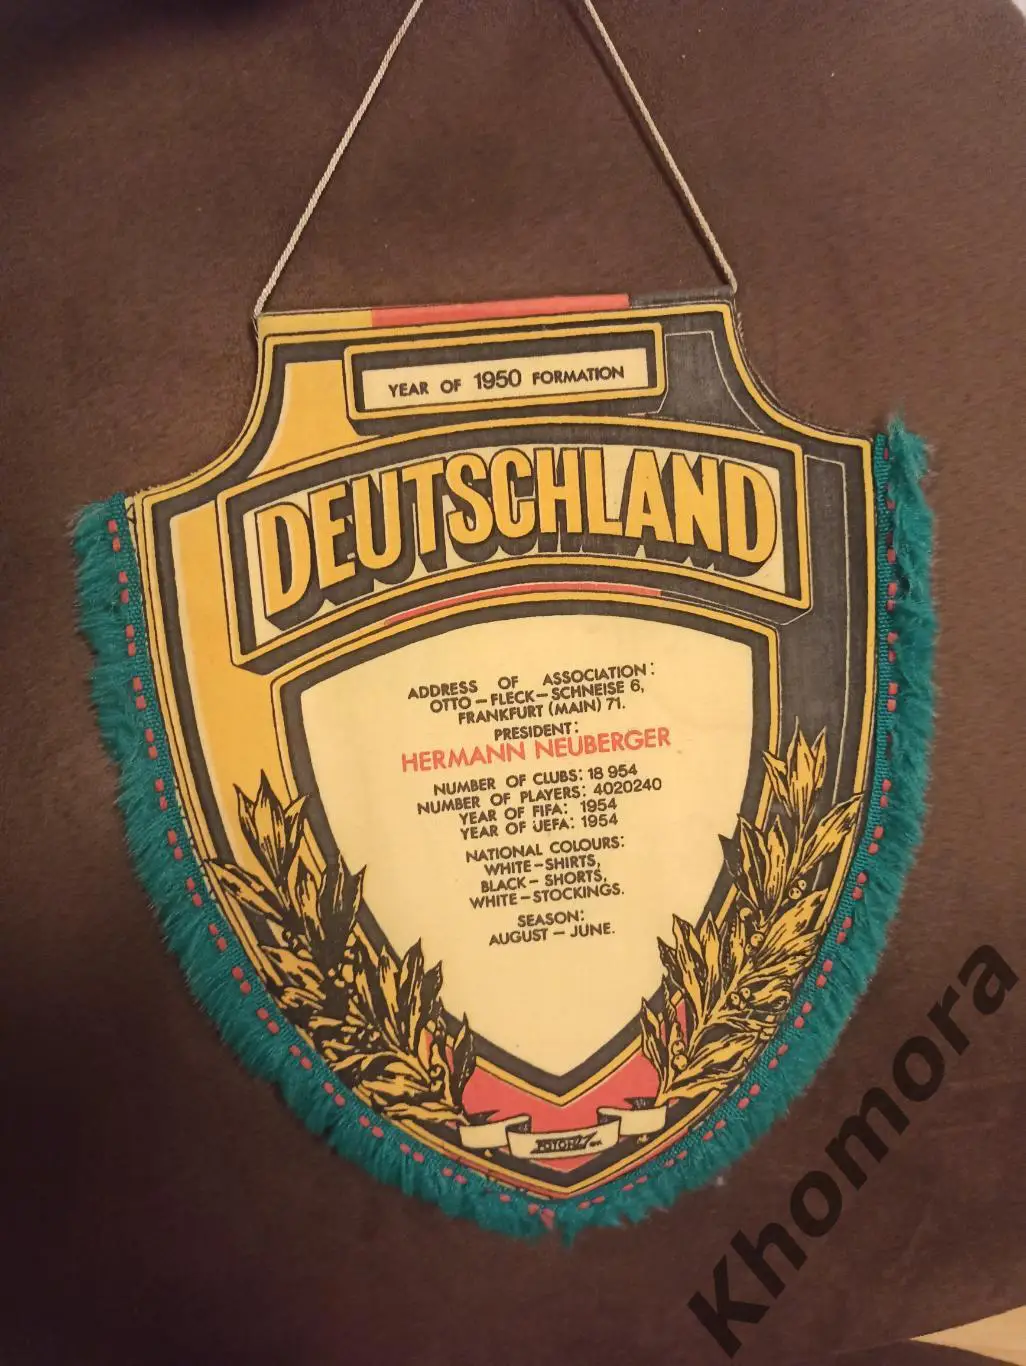 YEAR OF 1950 FORMATION
DEUTSCHLAND
ADDRESS OF ASSOCIATION:
OTTO-FLECK-SCHNEISE 6,
FRANKFURT (MAIN) 71.
PRESIDENT:
HERMANN NEUBERGER
NUMBER OF CLUBS: 18 954
NUMBER OF PLAYERS: 4020240
YEAR OF FIFA: 1954
YEAR OF UEFA: 1954
NATIONAL COLOURS:
WHITE-SHIRTS,
BLACK-SHORTS,
WHITE-STOCKINGS.
SEASON:
AUGUST-JUNE.
Khomora